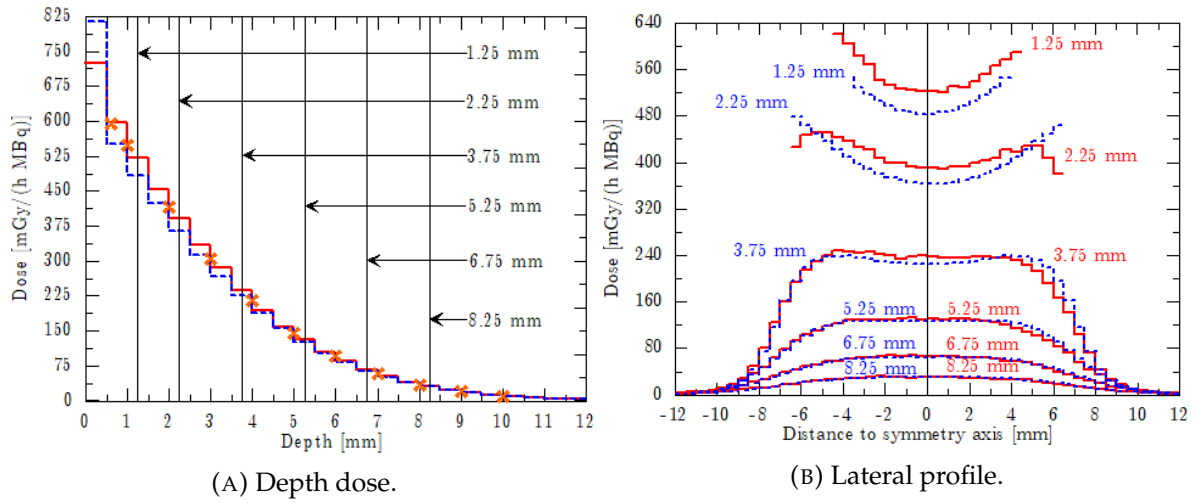 825
750
675
600
525
450
375
300
225
150
75
0
Dose [mGy/(h MBq)]
1.25 mm
2.25 mm
3.75 mm
5.25 mm
6.75 mm
8.25 mm
0 1 2 3 4 5 6 7 8 9 10 11 12
Depth [mm]
(A) Depth dose.
640
560
480
400
320
240
160
80
0
Dose [mGy/(h MBq)]
1.25 mm
1.25 mm
2.25 mm
2.25 mm
3.75 mm 3.75 mm
5.25 mm 5.25 mm
6.75 mm 6.75 mm
8.25 mm 8.25 mm
-12 -10 -8 -6 -4 -2 0 2 4 6 8 10 12
Distance to symmetry axis [mm]
(B) Lateral profile.